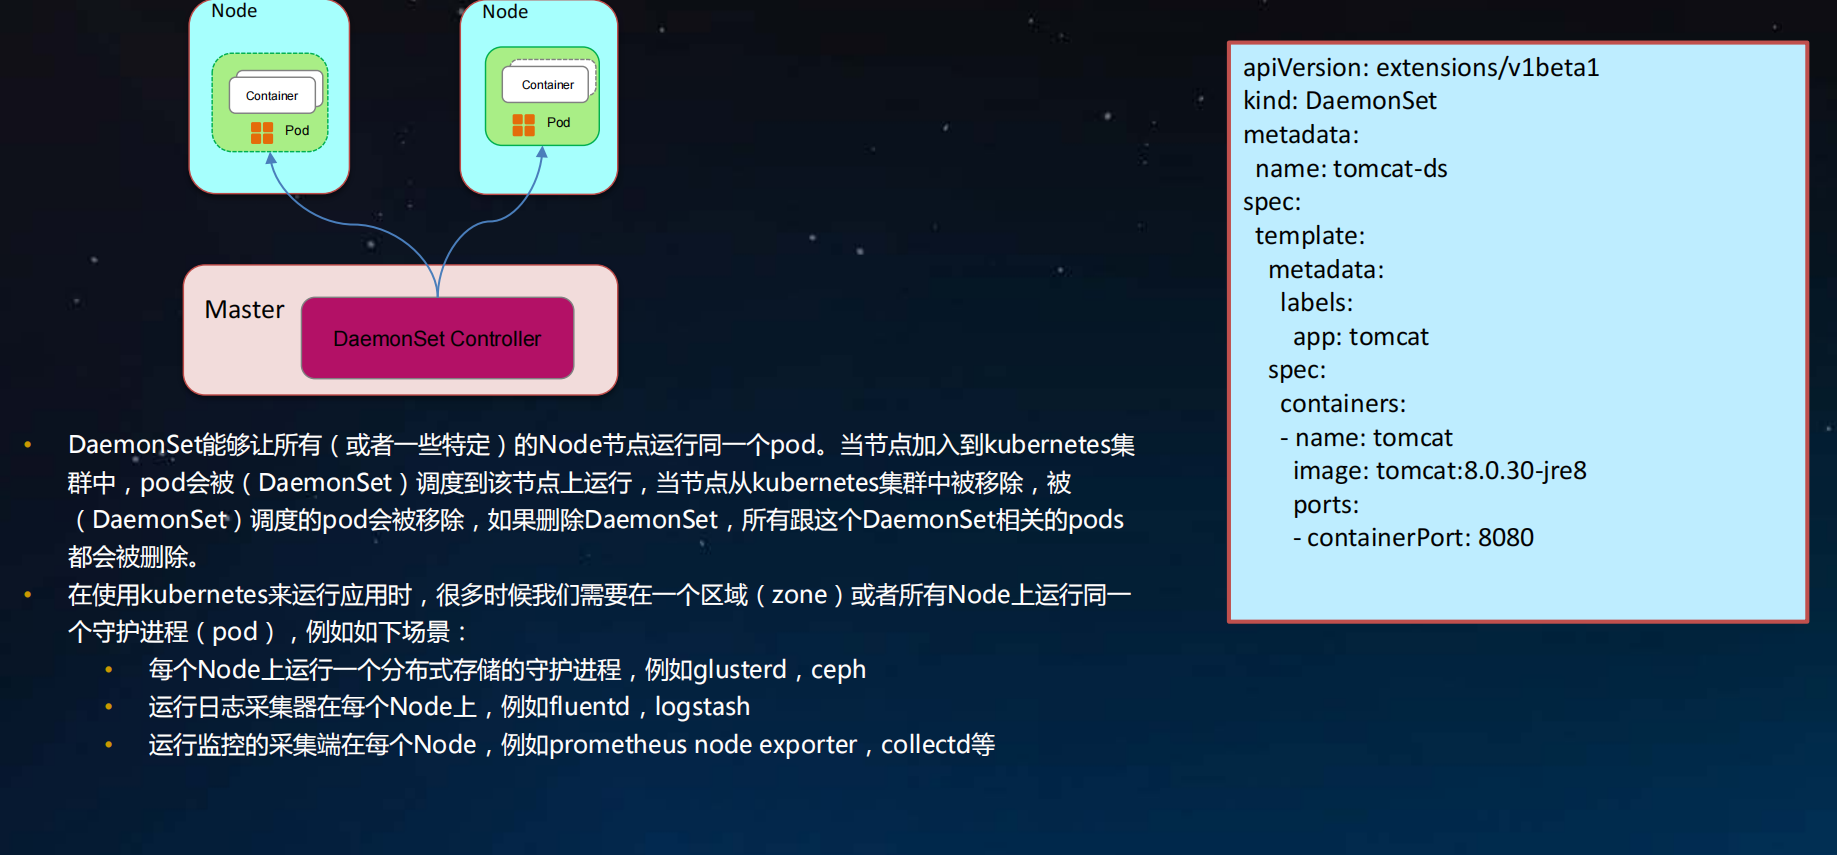 Node
Node
Container
Pod
Container
Pod
Master
DaemonSet Controller
• DaemonSet能够让所有（或者一些特定）的Node节点运行同一个pod。当节点加入到kubernetes集
群中，pod会被（DaemonSet）调度到该节点上运行，当节点从kubernetes集群中被移除，被
（DaemonSet）调度的pod会被移除，如果删除DaemonSet，所有跟这个DaemonSet相关的pods
都会被删除。
• 在使用kubernetes来运行应用时，很多时候我们需要在一个区域（zone）或者所有Node上运行同一
个守护进程（pod），例如如下场景：
• 每个Node上运行一个分布式存储的守护进程，例如glusterd，ceph
• 运行日志采集器在每个Node上，例如fluentd，logstash
• 运行监控的采集端在每个Node，例如prometheus node exporter，collectd等
apiVersion: extensions/v1beta1
kind: DaemonSet
metadata:
  name: tomcat-ds
spec:
  template:
    metadata:
      labels:
        app: tomcat
    spec:
      containers:
      - name: tomcat
        image: tomcat:8.0.30-jre8
        ports:
        - containerPort: 8080